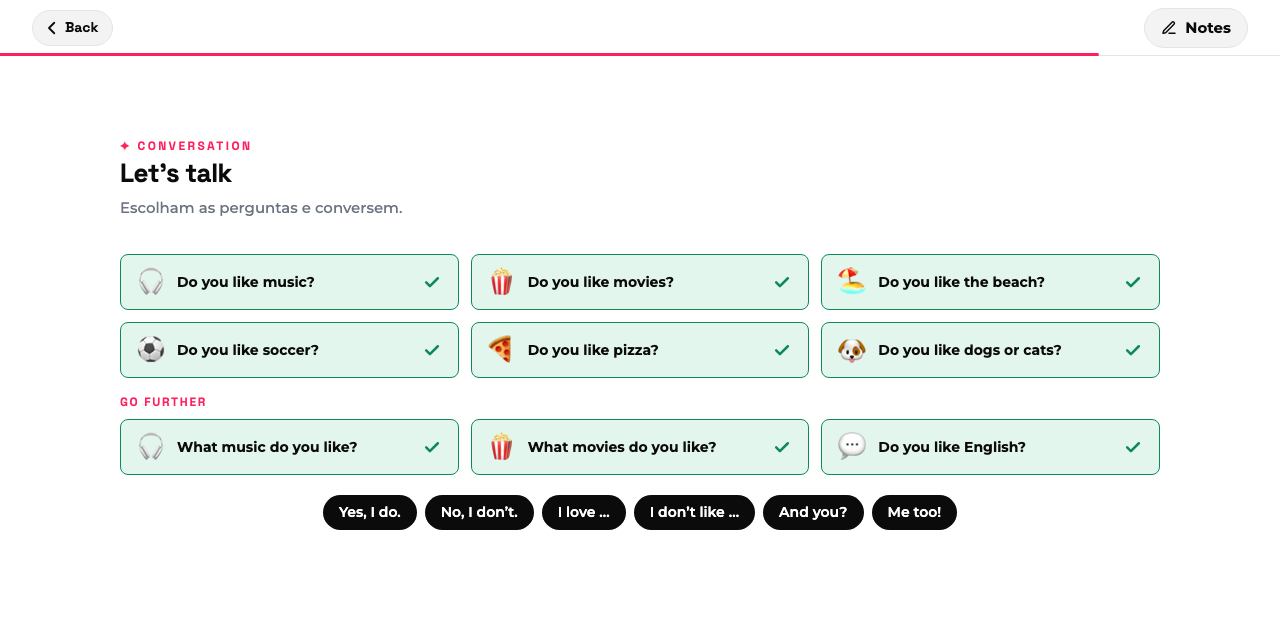 Back
Notes
✦ CONVERSATION
Let’s talk
Escolham as perguntas e conversem.
Do you like music?
Do you like movies?
Do you like the beach?
Do you like soccer?
Do you like pizza?
Do you like dogs or cats?
GO FURTHER
What music do you like?
What movies do you like?
Do you like English?
Yes, I do.
No, I don’t.
I love ...
I don’t like ...
And you?
Me too!